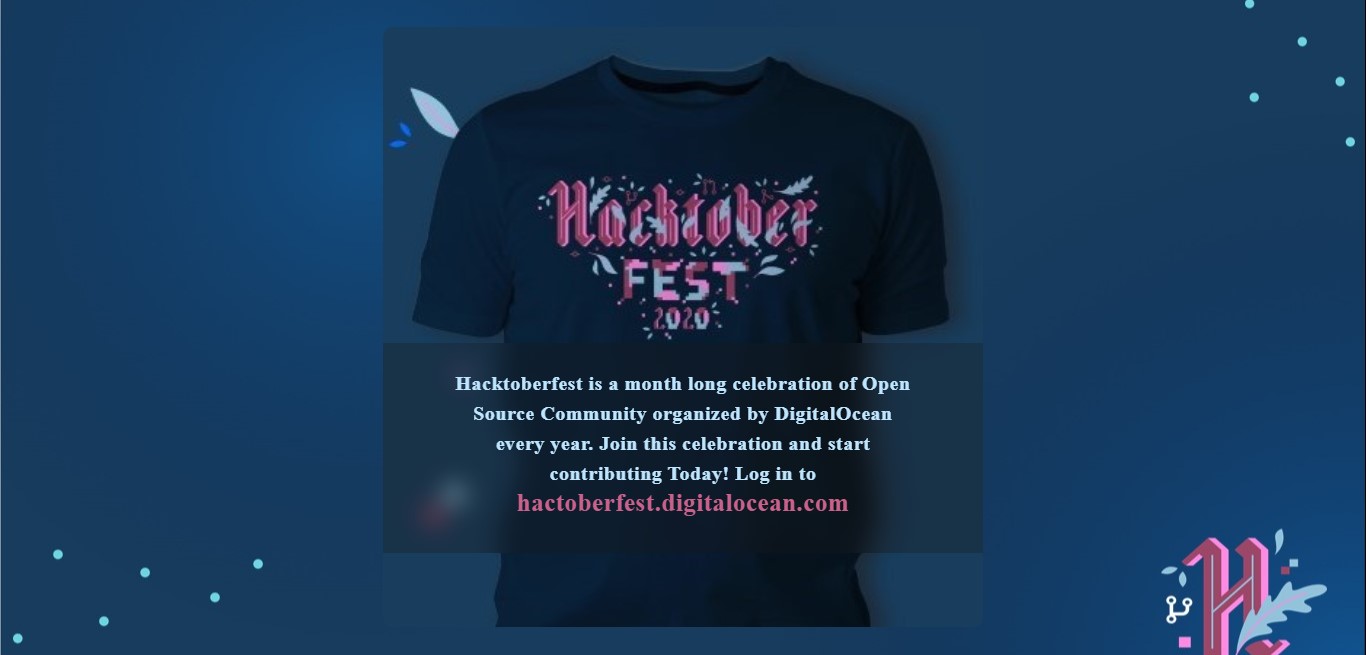 Hacktober
FEST
2020
Hacktoberfest is a month long celebration of Open
Source Community organized by DigitalOcean
every year. Join this celebration and start
contributing Today! Log in to
hactoberfest.digitalocean.com
H